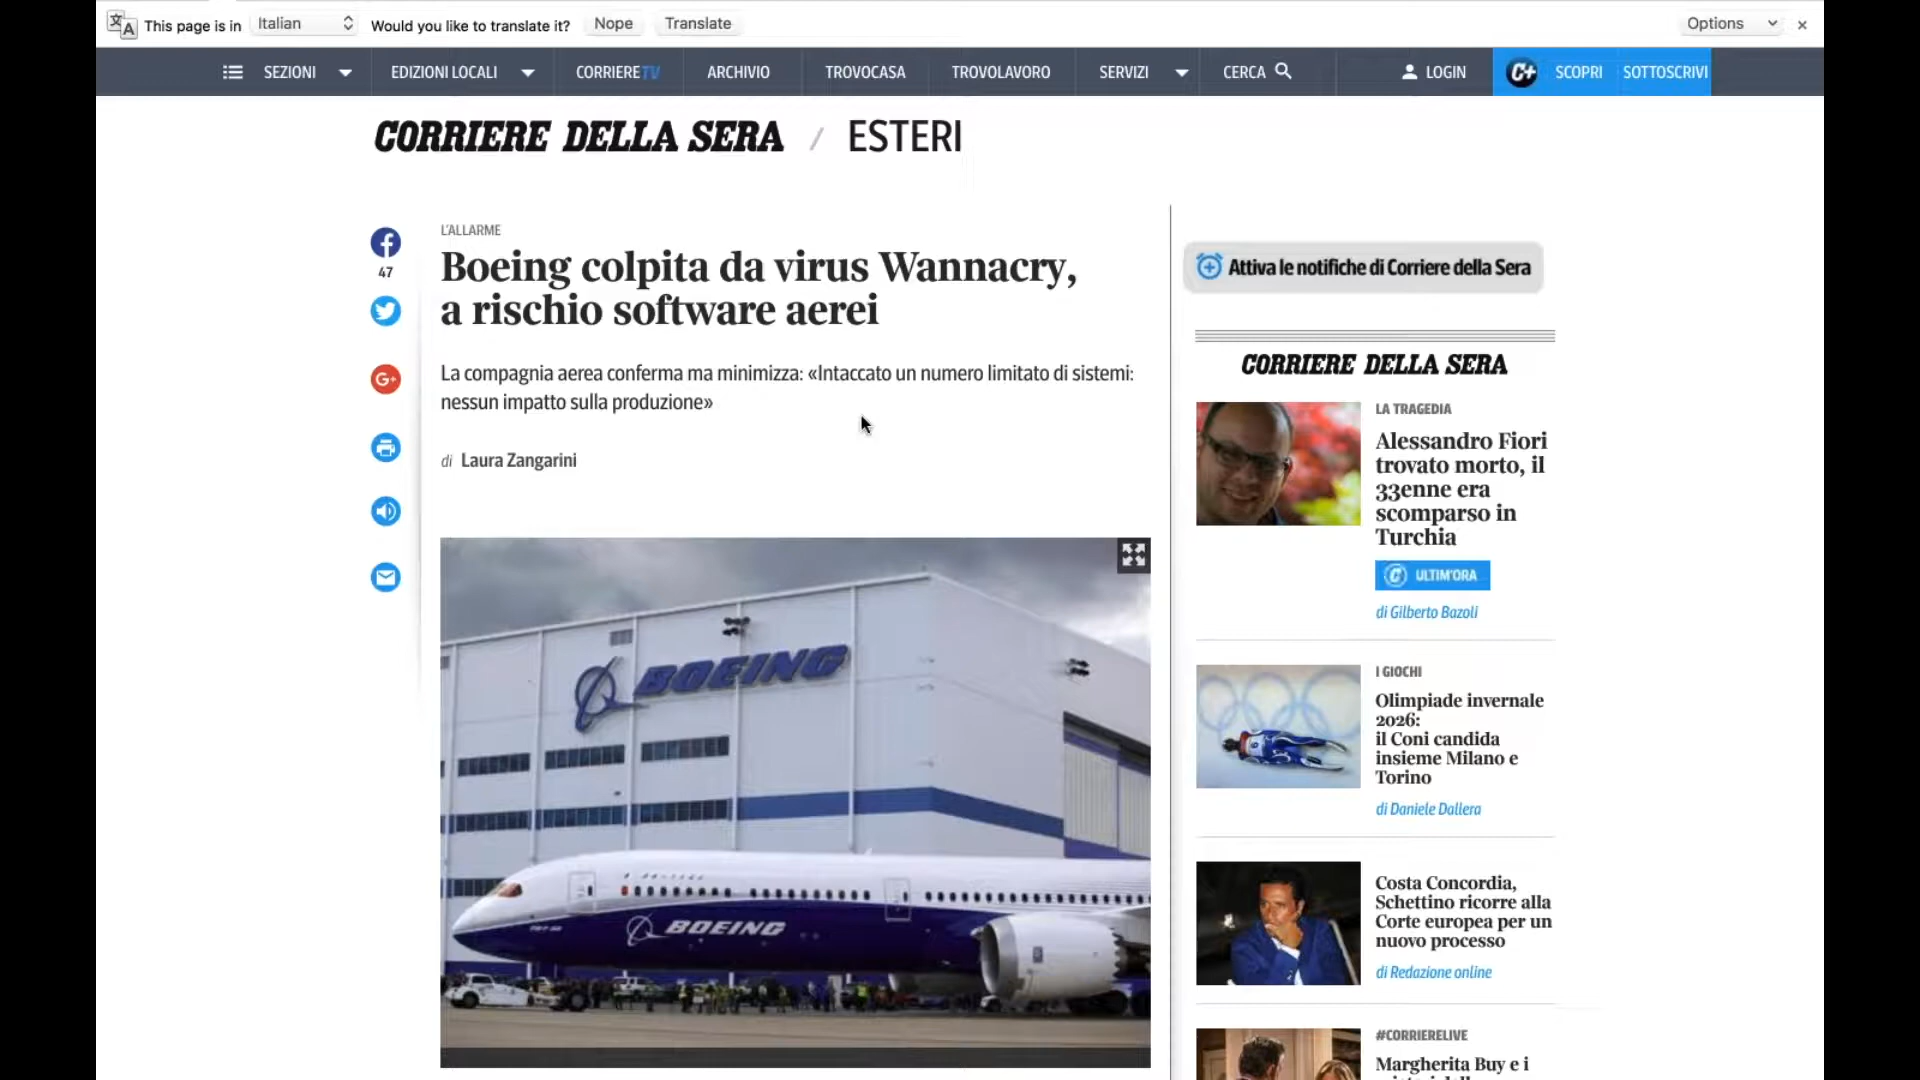 This page is in Italian Would you like to translate it? Nope Translate Options
SEZIONI EDIZIONI LOCALI CORRIERETV ARCHIVIO TROVOCASA TROVOLAVORO SERVIZI CERCA LOGIN C+ SCOPRI SOTTOSCRIVI
CORRIERE DELLA SERA / ESTERI
L'ALLARME
Boeing colpita da virus Wannacry,
a rischio software aerei
47
La compagnia aerea conferma ma minimizza: «Intaccato un numero limitato di sistemi:
nessun impatto sulla produzione»
di Laura Zangarini
G+
BOEING
BOEING
Attiva le notifiche di Corriere della Sera
CORRIERE DELLA SERA
LA TRAGEDIA
Alessandro Fiori
trovato morto, il
33enne era
scomparso in
Turchia
C ULTIM'ORA
di Gilberto Bazoli
I GIOCHI
Olimpiade invernale
2026:
il Coni candida
insieme Milano e
Torino
di Daniele Dallera
Costa Concordia,
Schettino ricorre alla
Corte europea per un
nuovo processo
di Redazione online
#CORRIERELIVE
Margherita Buy e i